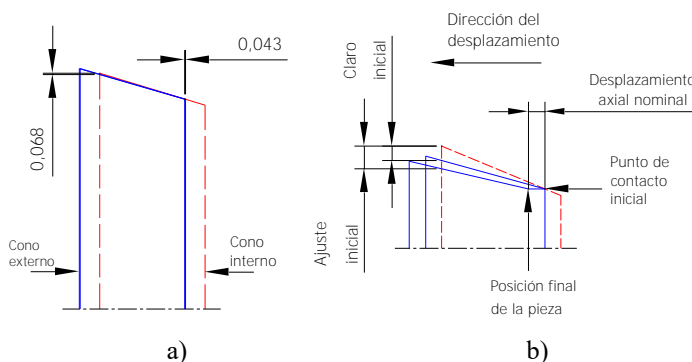 0,043
0,068
Cono
externo
Cono
interno
a)
Dirección del
desplazamiento
Claro
inicial
Desplazamiento
axial nominal
Punto de
contacto
inicial
Ajuste
inicial
Posición final
de la pieza
b)